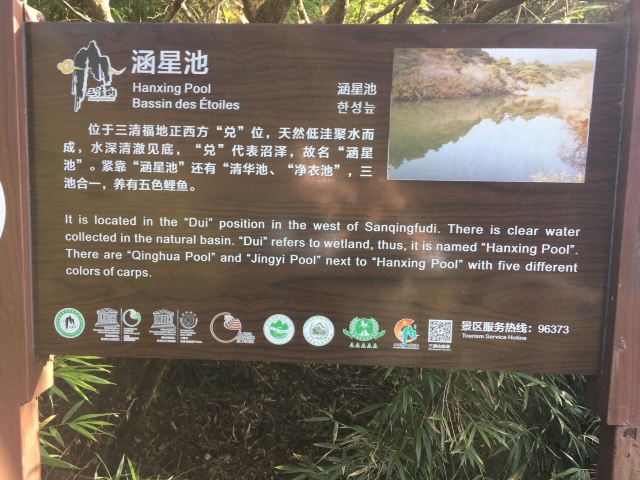 涵星池
Hanxing Pool
Bassin des Étoiles
涵星池
한성늪
三清山
位于三清福地正西方“兑”位，天然低洼聚水而
成，水深清澈见底，“兑”代表沼泽，故名“涵星
池”。紧靠“涵星池”还有“清华池、“净衣池”，三
池合一，养有五色鲤鱼。
It is located in the “Dui” position in the west of Sanqingfudi. There is clear water
collected in the natural basin. “Dui” refers to wetland, thus, it is named “Hanxing Pool”.
There are “Qinghua Pool” and “Jingyi Pool” next to “Hanxing Pool” with five different
colors of carps.
景区服务热线：96373
Tourism Service Hotline